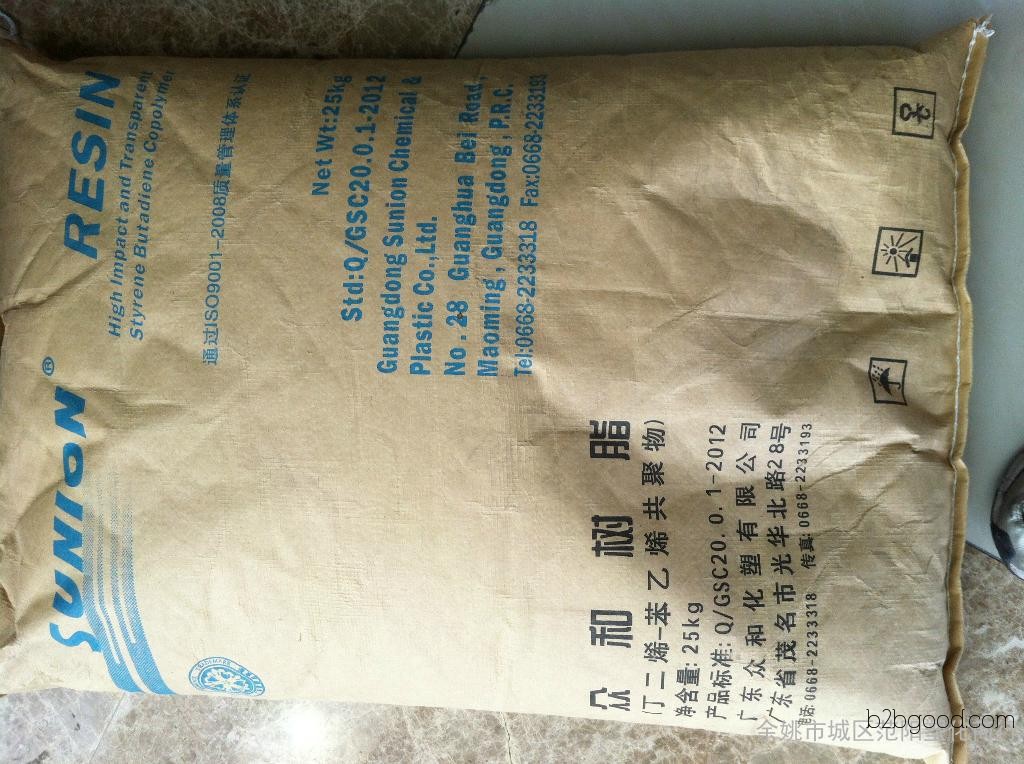 SUNION® RESIN
High Impact and Transparent
Styrene Butadiene Copolymer
通过ISO9001-2008质量管理体系认证
Net Wt:25kg
Std:Q/GSC20.0.1-2012
Guangdong Sunion Chemical &
Plastic Co.,Ltd.
No.28 Guanghua Bei Road,
Maoming, Guangdong, P.R.C.
Tel:0668-2233318 Fax:0668-2233193
众和树脂
(丁二烯-苯乙烯共聚物)
净含量: 25kg
产品标准: Q/GSC20.0.1-2012
广东众和化塑有限公司
广东省茂名市光华北路28号
电话: 0668-2233318 传真: 0668-2233193
余姚市城区范阳
b2bgood.com